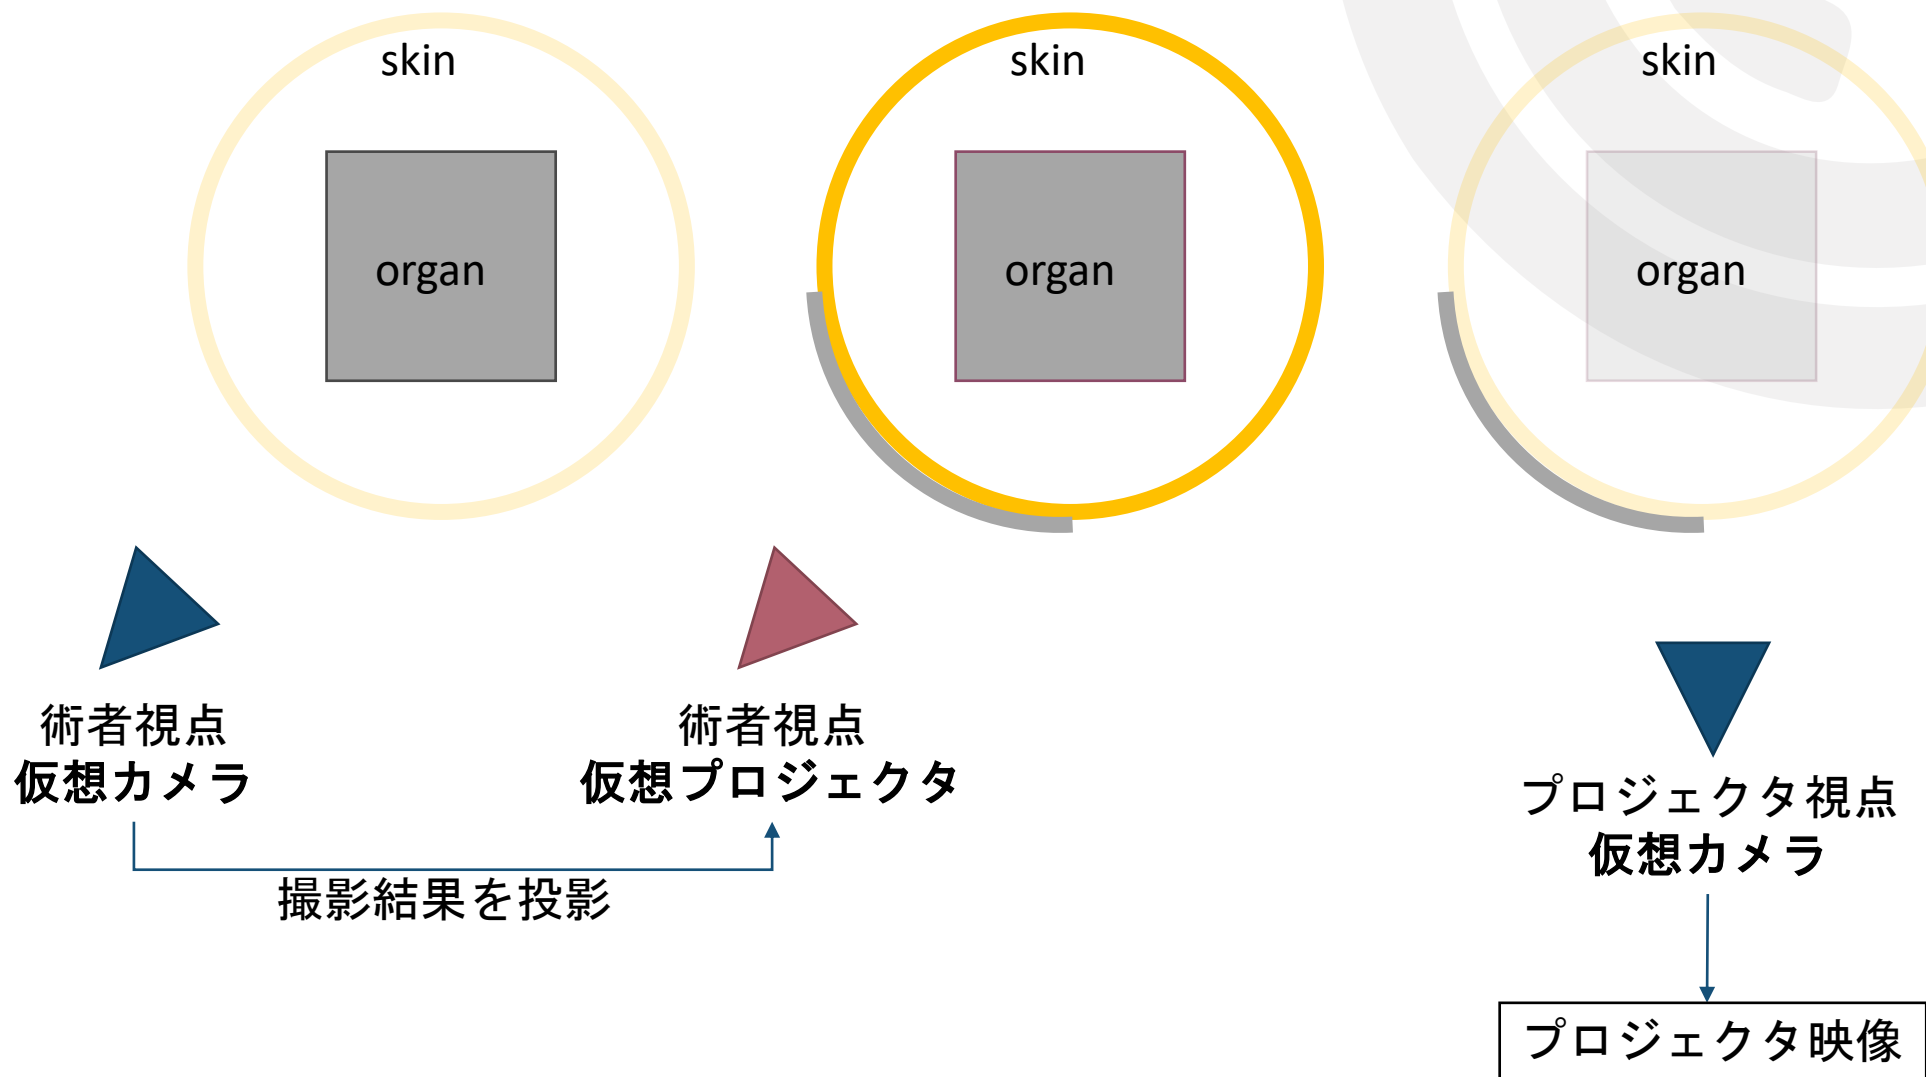 skin
organ
術者視点
仮想カメラ
skin
organ
術者視点
仮想プロジェクタ
撮影結果を投影
skin
organ
プロジェクタ視点
仮想カメラ
プロジェクタ映像